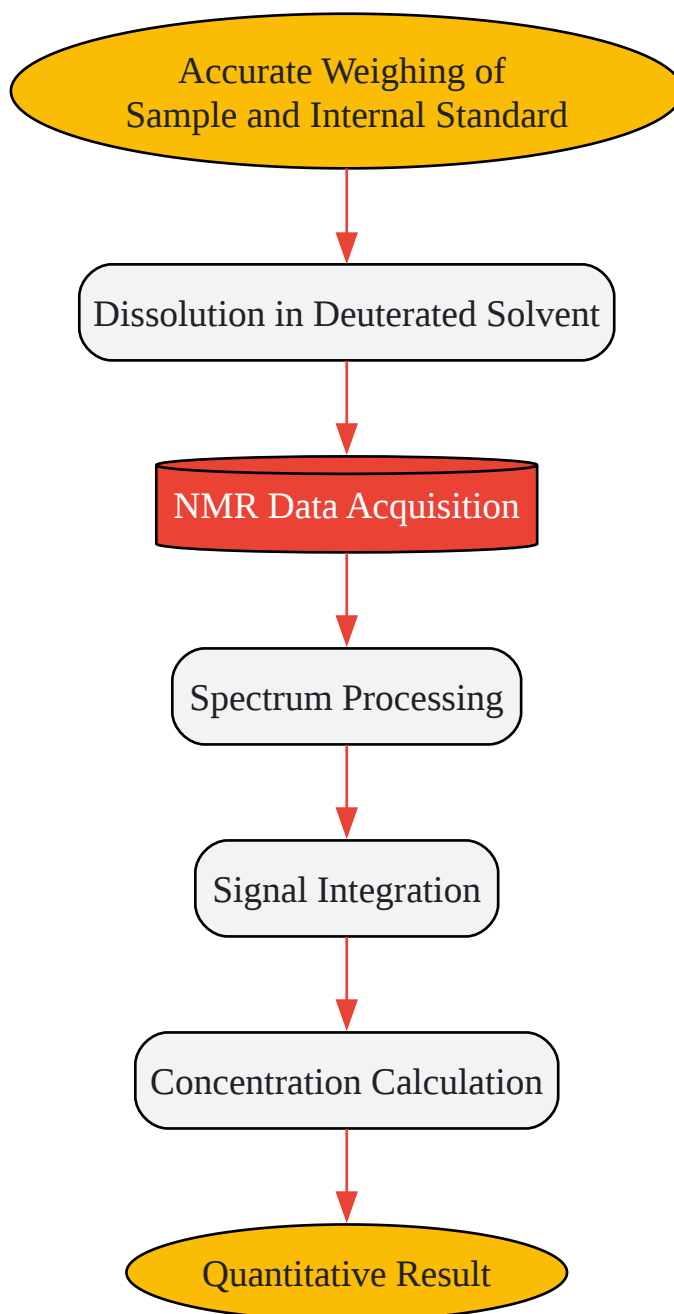 Accurate Weighing of
Sample and Internal Standard
Dissolution in Deuterated Solvent
NMR Data Acquisition
Spectrum Processing
Signal Integration
Concentration Calculation
Quantitative Result